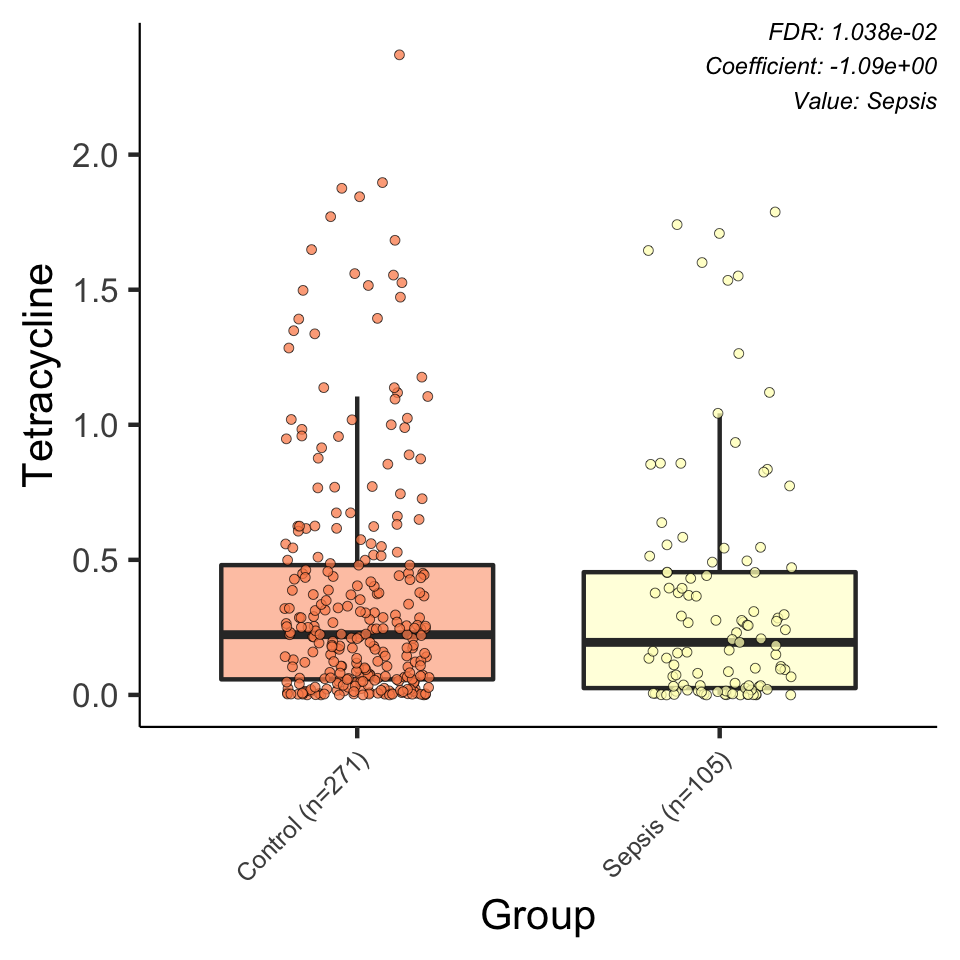 FDR: 1.038e-02
Coefficient: -1.09e+00
Value: Sepsis
Tetracycline
2.0
1.5
1.0
0.5
0.0
Control (n=271)
Sepsis (n=105)
Group